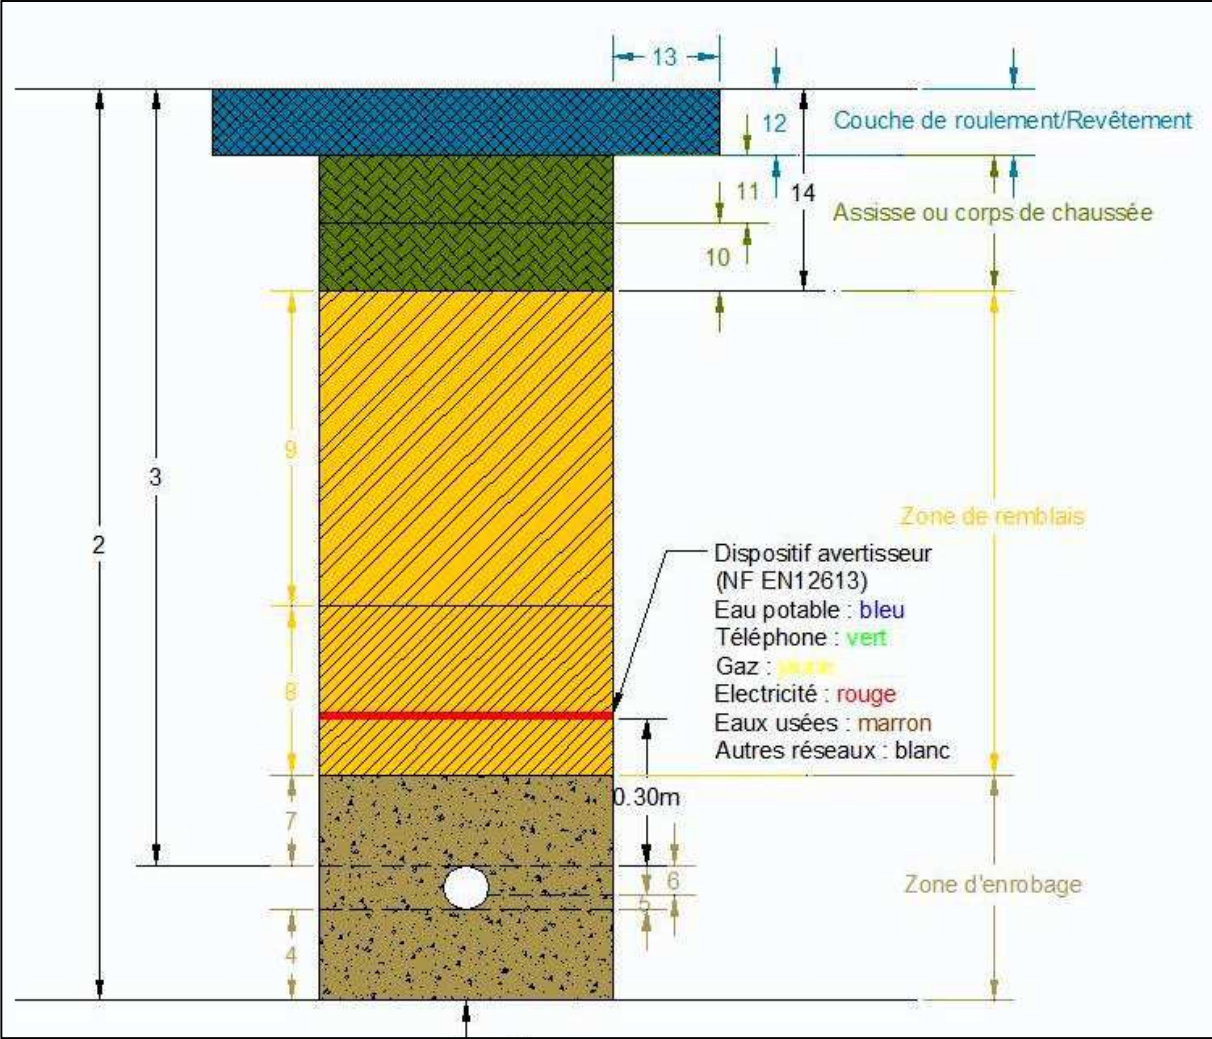 13
12
Couche de roulement/Revêtement
11
14
Assisse ou corps de chaussée
10
9
3
Zone de remblais
2
Dispositif avertisseur
(NF EN12613)
Eau potable : bleu
Téléphone : vert
Gaz :
Electricité : rouge
8
Eaux usées : marron
Autres réseaux : blanc
0.30m
7
6
Zone d'enrobage
5
4